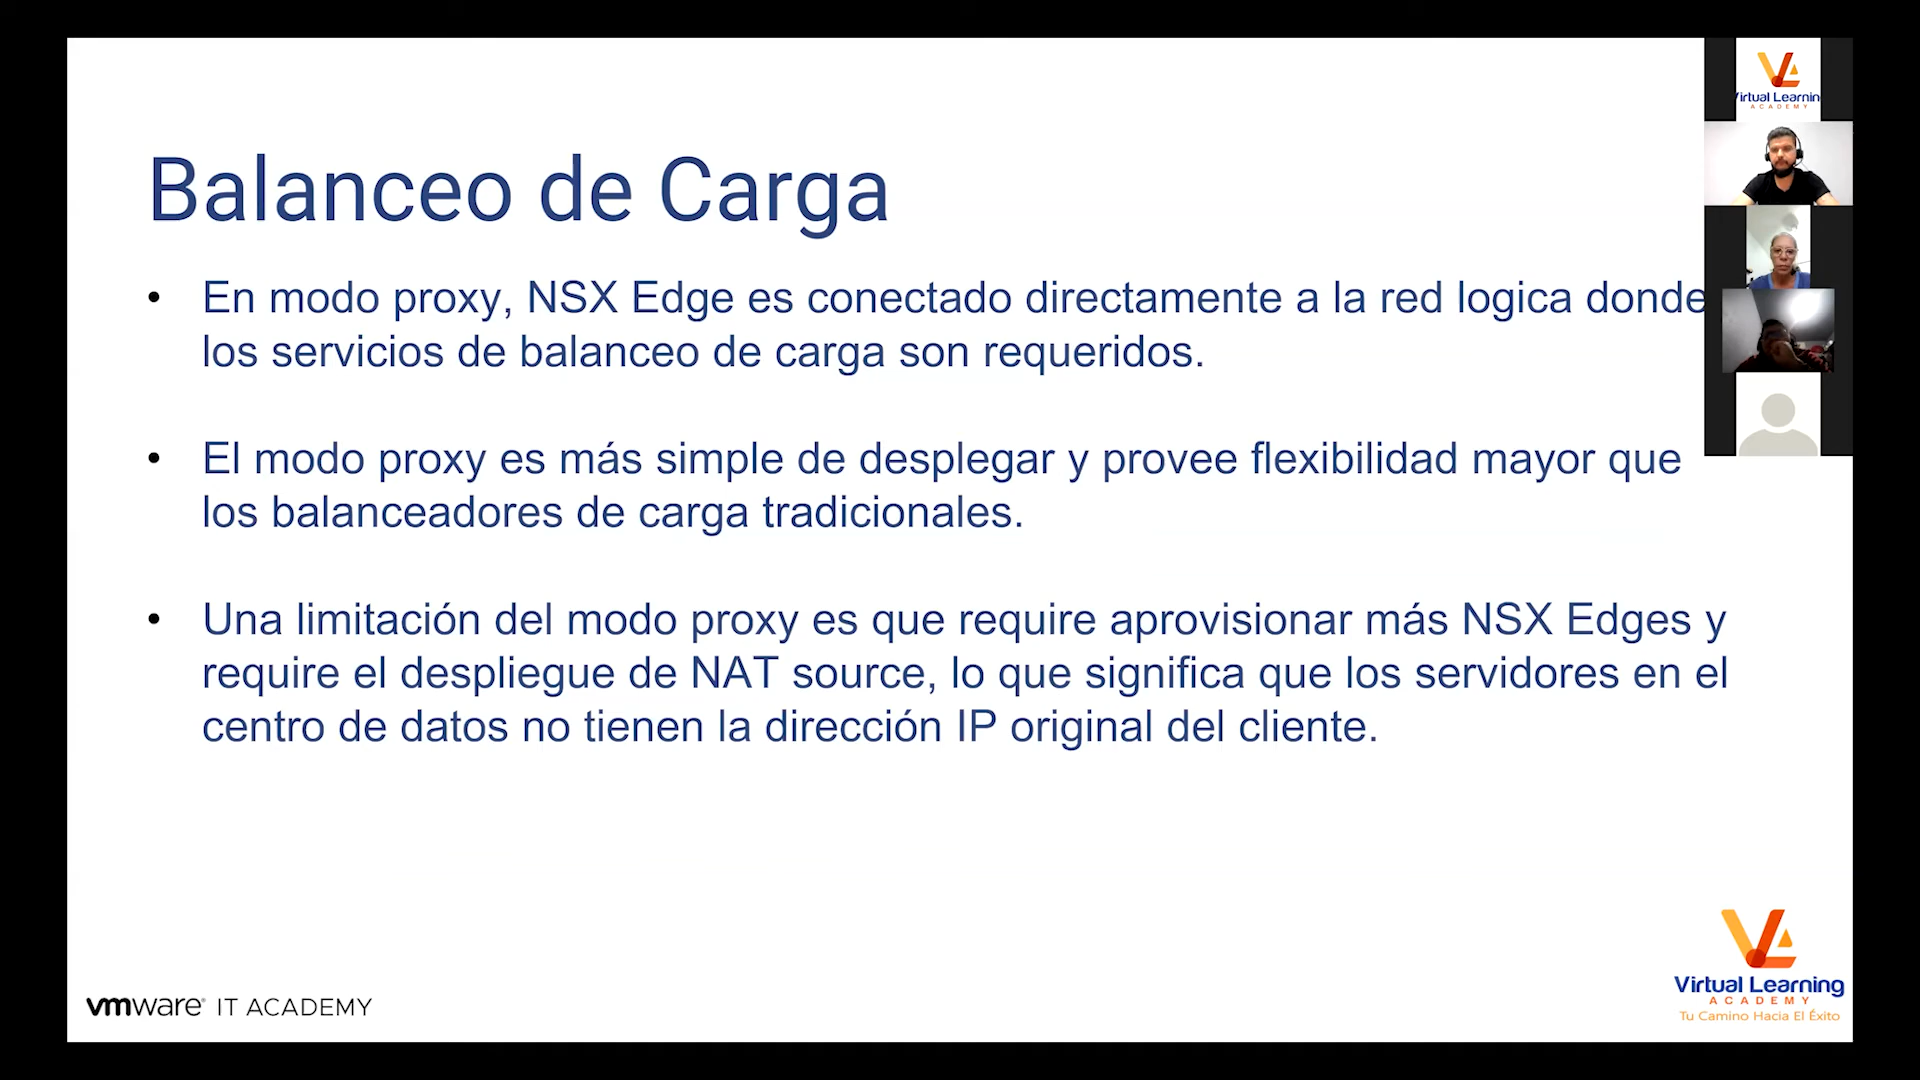 Balanceo de Carga
• En modo proxy, NSX Edge es conectado directamente a la red logica donde
los servicios de balanceo de carga son requeridos.
• El modo proxy es más simple de desplegar y provee flexibilidad mayor que
los balanceadores de carga tradicionales.
• Una limitación del modo proxy es que require aprovisionar más NSX Edges y
require el despliegue de NAT source, lo que significa que los servidores en el
centro de datos no tienen la dirección IP original del cliente.
vmware IT ACADEMY
Virtual Learning
ACADEMY
Tu Camino Hacia El Éxito
Virtual Learnin
ACADEMY